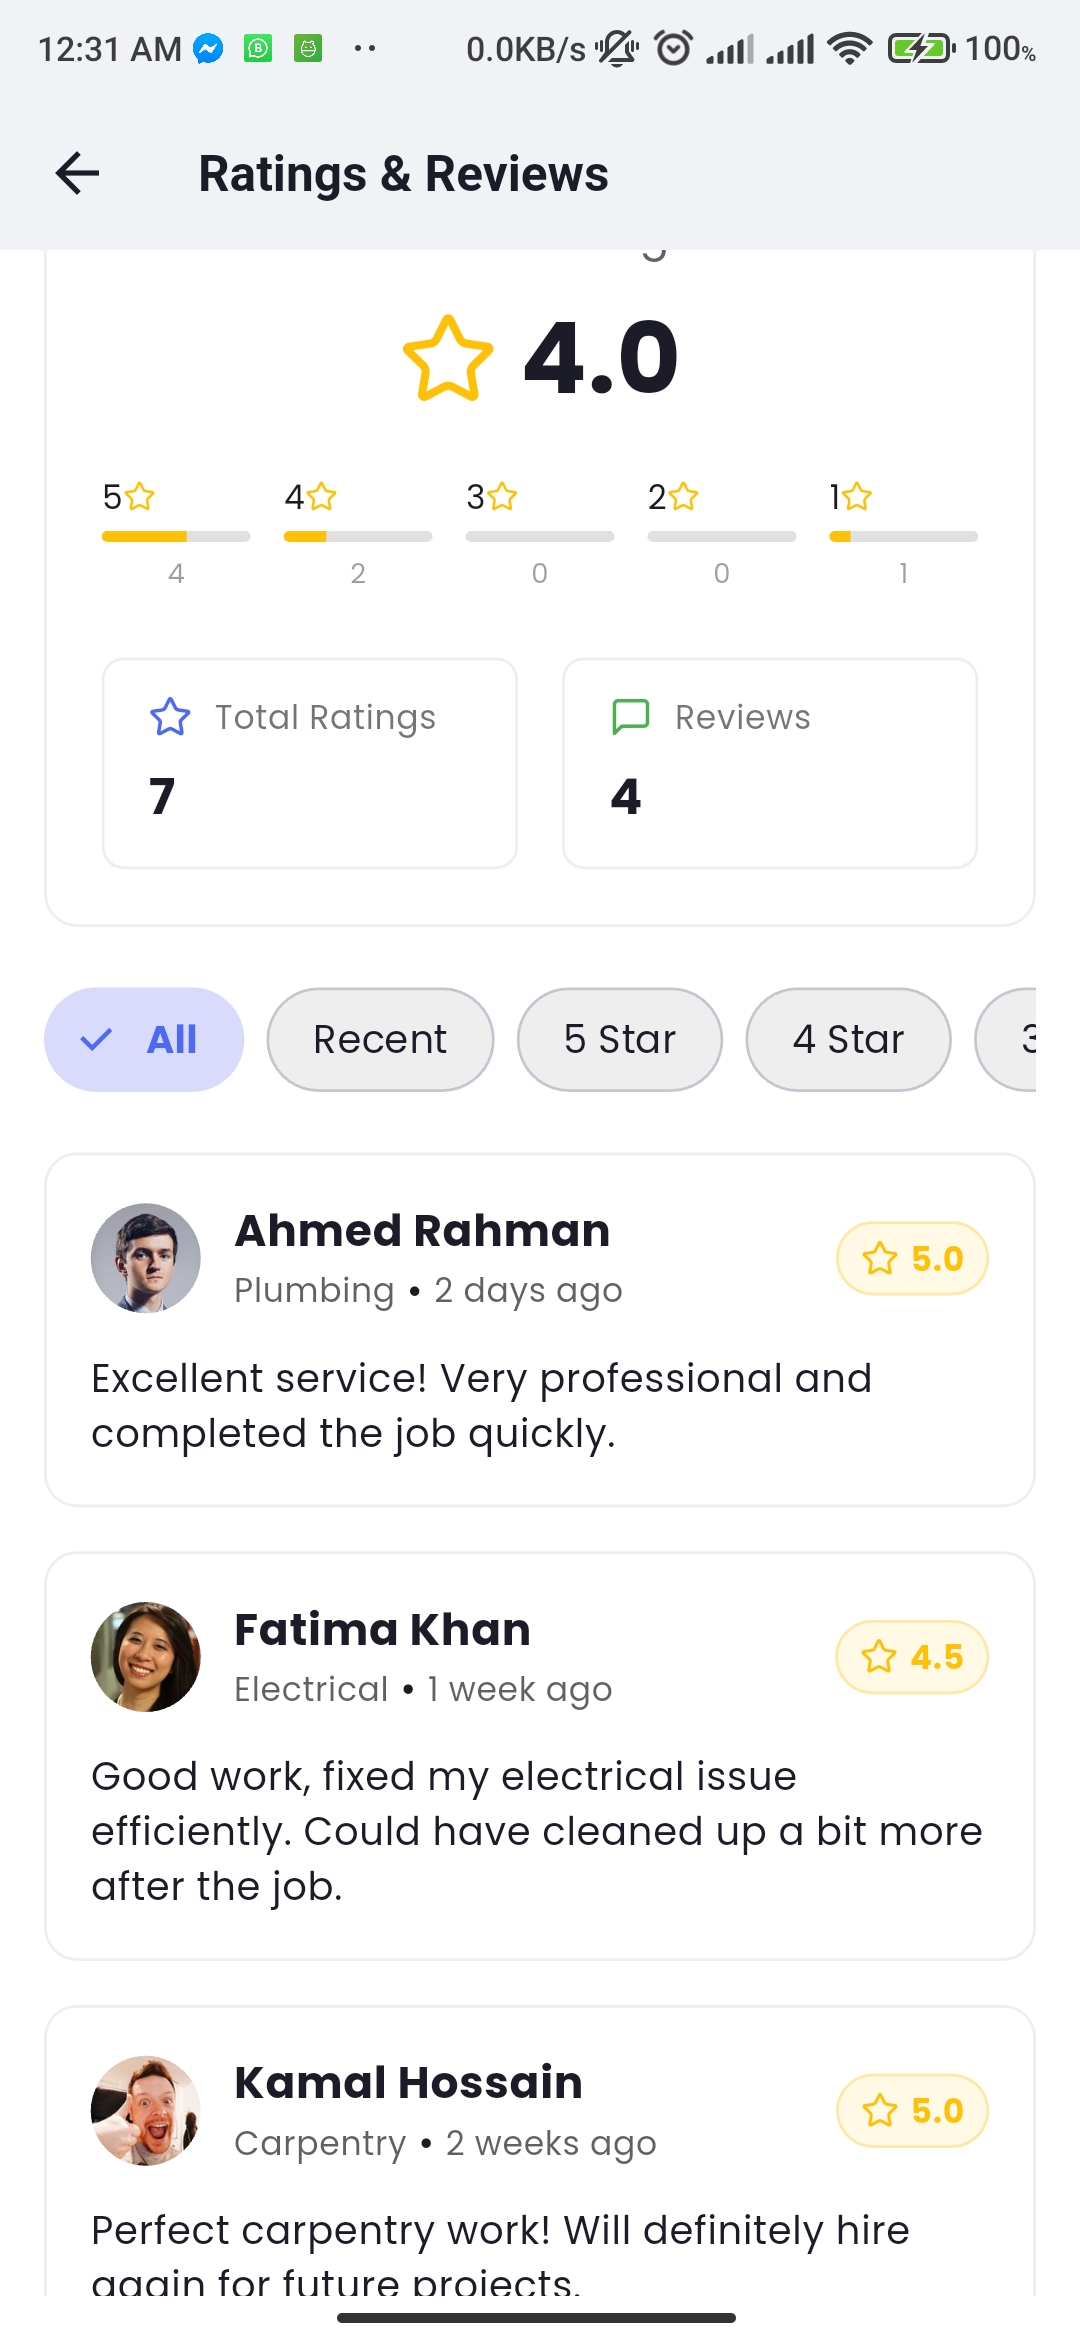 12:31 AM 0.0KB/s 100%
Ratings & Reviews
4.0
5 4 3 2 1
4 2 0 0 1
Total Ratings Reviews
7 4
All Recent 5 Star 4 Star 3
Ahmed Rahman
5.0
Plumbing • 2 days ago
Excellent service! Very professional and
completed the job quickly.
Fatima Khan
4.5
Electrical • 1 week ago
Good work, fixed my electrical issue
efficiently. Could have cleaned up a bit more
after the job.
Kamal Hossain
5.0
Carpentry • 2 weeks ago
Perfect carpentry work! Will definitely hire
again for future projects.